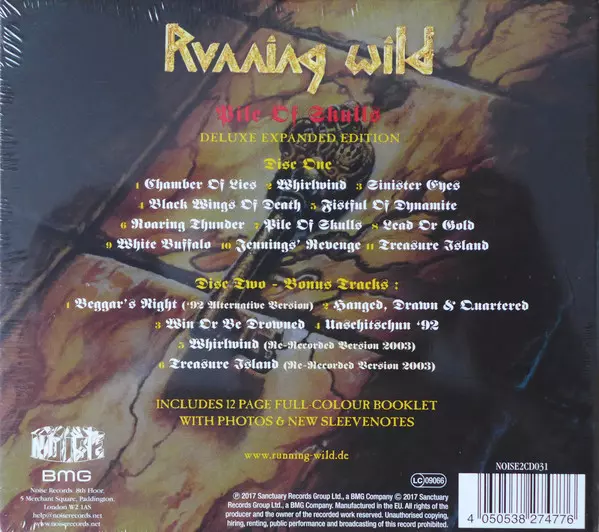 Running Wild
Pile Of Skulls
DELUXE EXPANDED EDITION
Disc One
1 Chamber Of Lies 2 Whirlwind 3 Sinister Eyes
4 Black Wings Of Death 5 Fistful Of Dynamite
6 Roaring Thunder 7 Pile Of Skulls 8 Lead Or Gold
9 White Buffalo 10 Jennings' Revenge 11 Treasure Island
Disc Two - Bonus Tracks :
1 Beggar's Night ('92 Alternative Version) 2 Hanged, Drawn & Quartered
3 Win Or Be Drowned 4 Uaschitschun '92
5 Whirlwind (Re-Recorded Version 2003)
6 Treasure Island (Re-Recorded Version 2003)
INCLUDES 12 PAGE FULL-COLOUR BOOKLET
WITH PHOTOS & NEW SLEEVENOTES
www.running-wild.de
NOISE
BMG
Noise Records 8th Floor,
5 Merchant Square, Paddington,
London W2 1AS
help@noiserecords.net
www.noiserecords.net
LC 09066
NOISE2CD031
℗ 2017 Sanctuary Records Group Ltd., a BMG Company © 2017 Sanctuary
Records Group Ltd., a BMG Company. Manufactured in the EU. All rights of the
producer and the owner of the recorded work reserved. Unauthorised copying,
hiring, renting, public performance and broadcasting of this record prohibited.
4 050538 274776